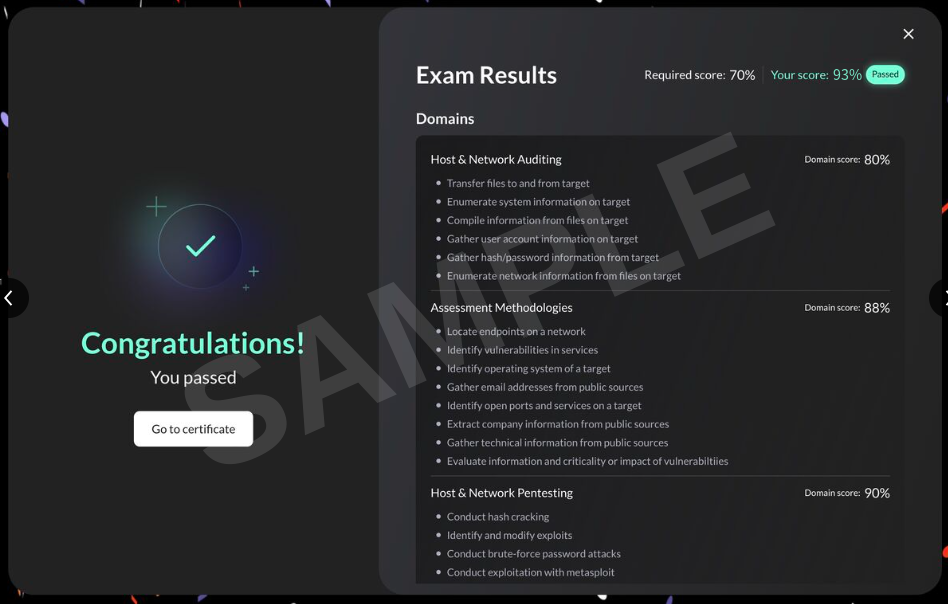 Exam Results
Required score: 70% Your score: 93% Passed
Domains
Host & Network Auditing Domain score: 80%
Transfer files to and from target
Enumerate system information on target
Compile information from files on target
Gather user account information on target
Gather hash/password information from target
Enumerate network information from files on target
Assessment Methodologies Domain score: 88%
Locate endpoints on a network
Identify vulnerabilities in services
Identify operating system of a target
Gather email addresses from public sources
Identify open ports and services on a target
Extract company information from public sources
Gather technical information from public sources
Evaluate information and criticality or impact of vulnerabiltiies
Host & Network Pentesting Domain score: 90%
Conduct hash cracking
Identify and modify exploits
Conduct brute-force password attacks
Conduct exploitation with metasploit
Congratulations!
You passed
Go to certificate
SAMPLE